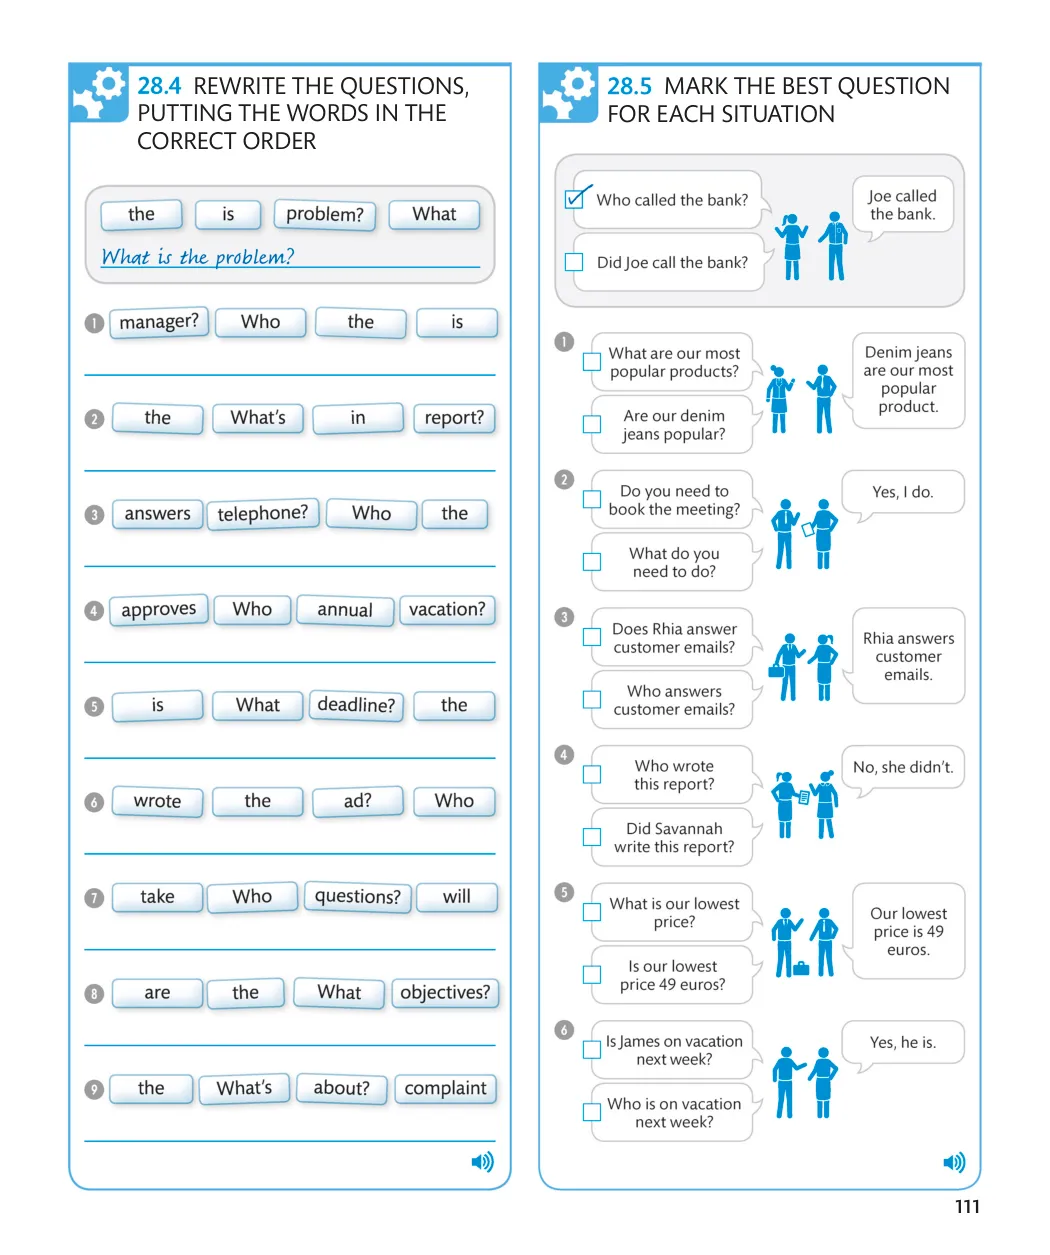 28.4 REWRITE THE QUESTIONS,
PUTTING THE WORDS IN THE
CORRECT ORDER
the is problem? What
What is the problem?
1 manager? Who the is
2 the What's in report?
3 answers telephone? Who the
4 approves Who annual vacation?
5 is What deadline? the
6 wrote the ad? Who
7 take Who questions? will
8 are the What objectives?
9 the What's about? complaint
28.5 MARK THE BEST QUESTION
FOR EACH SITUATION
Who called the bank?
Did Joe call the bank?
Joe called
the bank.
1
What are our most
popular products?
Are our denim
jeans popular?
Denim jeans
are our most
popular
product.
2
Do you need to
book the meeting?
What do you
need to do?
Yes, I do.
3
Does Rhia answer
customer emails?
Who answers
customer emails?
Rhia answers
customer
emails.
4
Who wrote
this report?
Did Savannah
write this report?
No, she didn't.
5
What is our lowest
price?
Is our lowest
price 49 euros?
Our lowest
price is 49
euros.
6
Is James on vacation
next week?
Who is on vacation
next week?
Yes, he is.
111